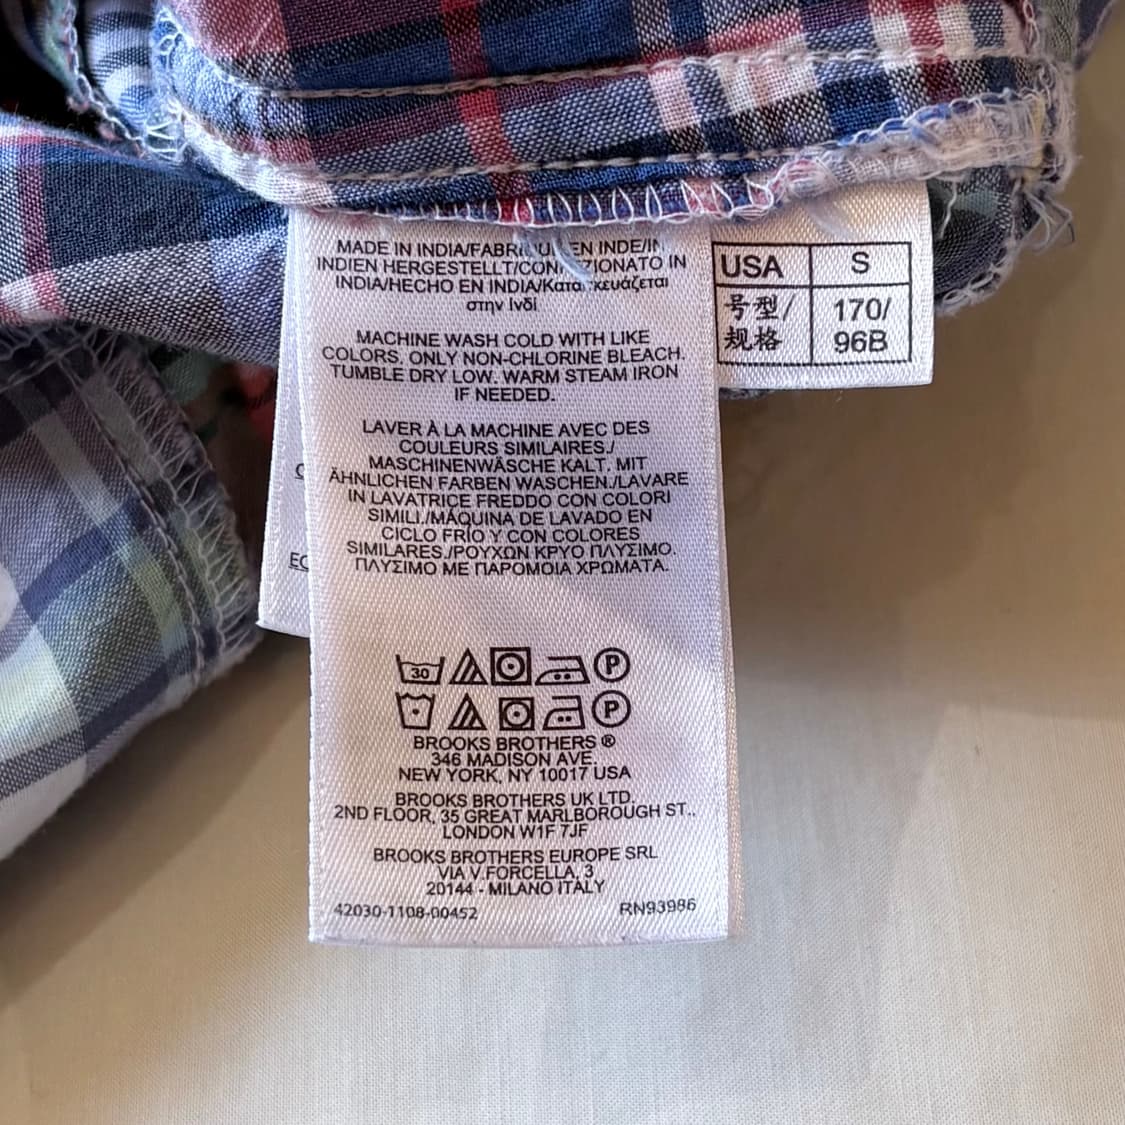 MADE IN INDIA/FABRIQUÉ EN INDE/IN
INDIEN HERGESTELLT/CONFEZIONATO IN
INDIA/HECHO EN INDIA/Κατασκευάζεται
στην Ινδί
MACHINE WASH COLD WITH LIKE
COLORS. ONLY NON-CHLORINE BLEACH.
TUMBLE DRY LOW. WARM STEAM IRON
IF NEEDED.
LAVER À LA MACHINE AVEC DES
COULEURS SIMILAIRES./
MASCHINENWÄSCHE KALT. MIT
ÄHNLICHEN FARBEN WASCHEN./LAVARE
IN LAVATRICE FREDDO CON COLORI
SIMILI./MÁQUINA DE LAVADO EN
CICLO FRÍO Y CON COLORES
SIMILARES./ΡΟΥΧΩΝ ΚΡΥΟ ΠΛΥΣΙΜΟ.
ΠΛΥΣΙΜΟ ΜΕ ΠΑΡΟΜΟΙΑ ΧΡΩΜΑΤΑ.
30 P
P
BROOKS BROTHERS ®
346 MADISON AVE.
NEW YORK, NY 10017 USA
BROOKS BROTHERS UK LTD.
2ND FLOOR, 35 GREAT MARLBOROUGH ST.,
LONDON W1F 7JF
BROOKS BROTHERS EUROPE SRL
VIA V.FORCELLA, 3
20144 - MILANO ITALY
42030-1108-00452 RN93986
USA S
号型/ 170/
规格 96B